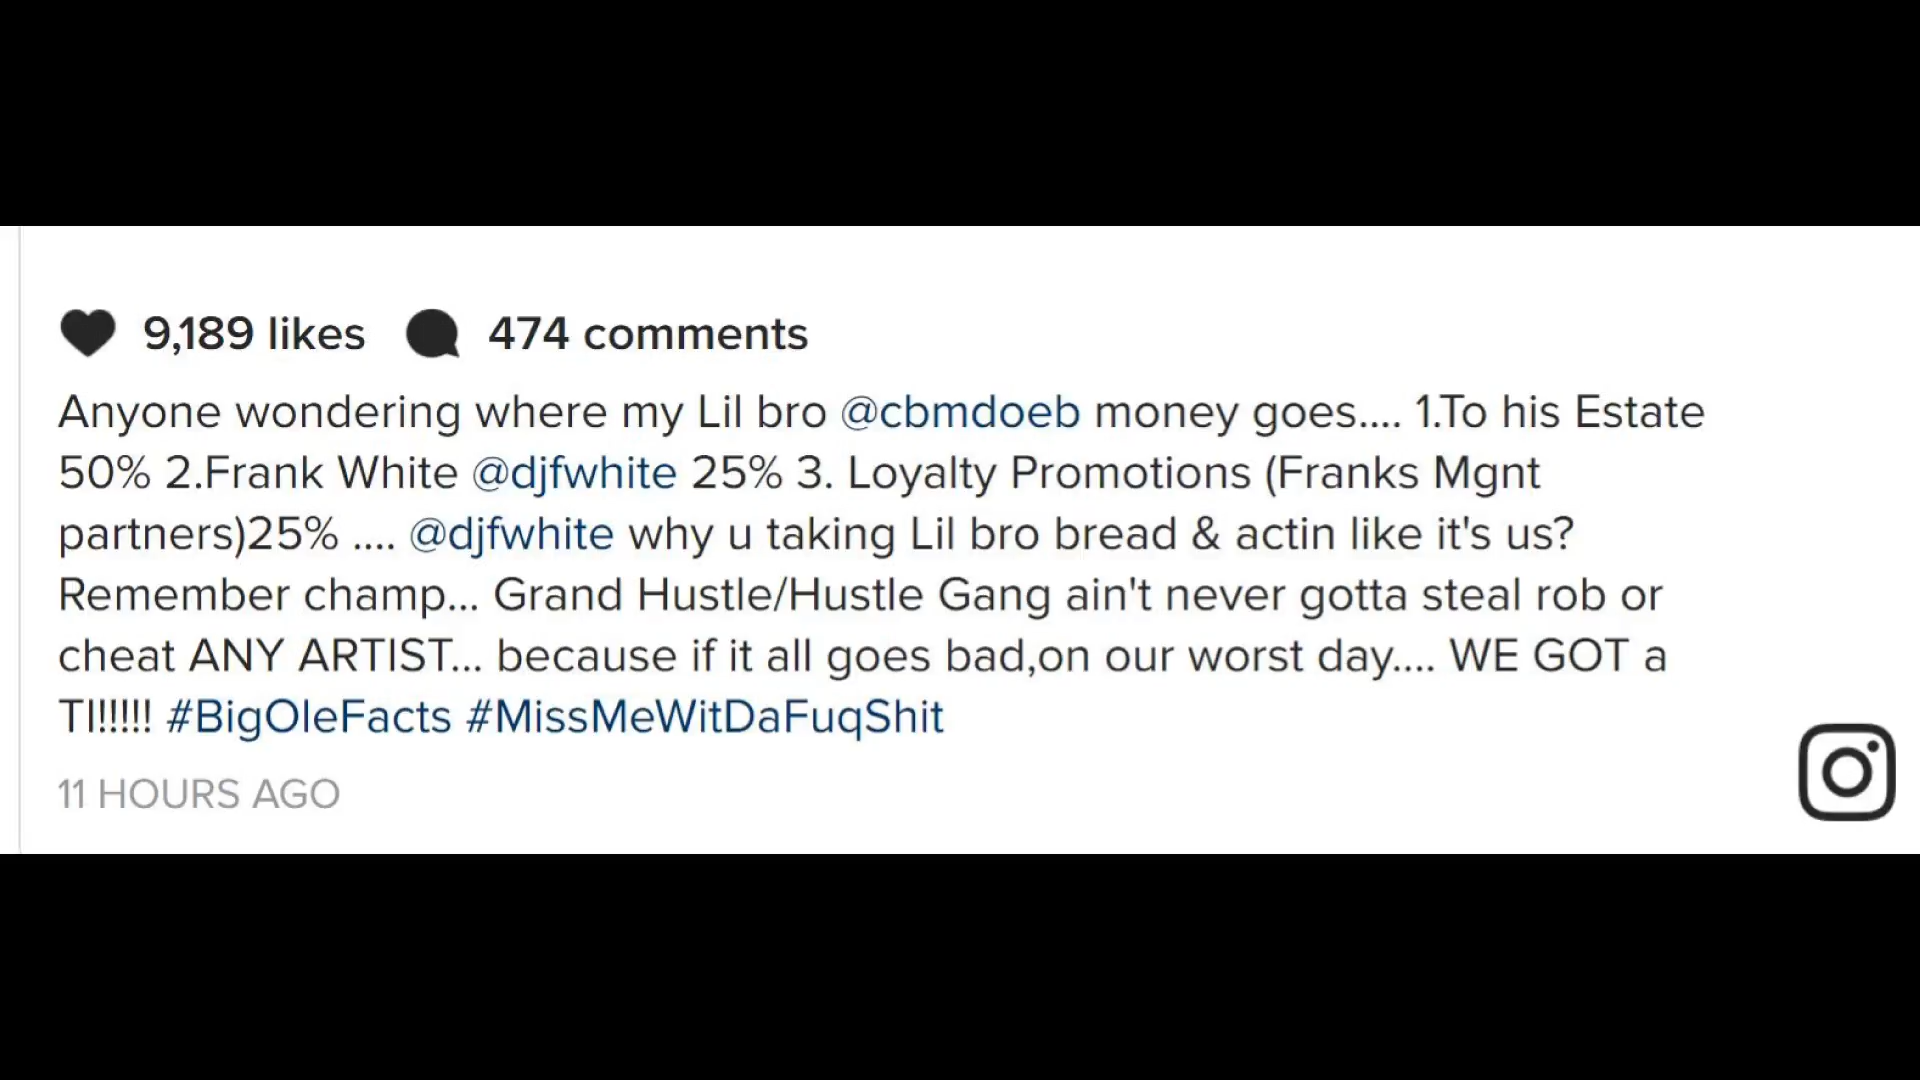 9,189 likes 474 comments
Anyone wondering where my Lil bro @cbmdoeb money goes.... 1.To his Estate
50% 2.Frank White @djfwhite 25% 3. Loyalty Promotions (Franks Mgnt
partners)25% .... @djfwhite why u taking Lil bro bread & actin like it's us?
Remember champ... Grand Hustle/Hustle Gang ain't never gotta steal rob or
cheat ANY ARTIST... because if it all goes bad,on our worst day.... WE GOT a
TI!!!!! #BigOleFacts #MissMeWitDaFuqShit
11 HOURS AGO